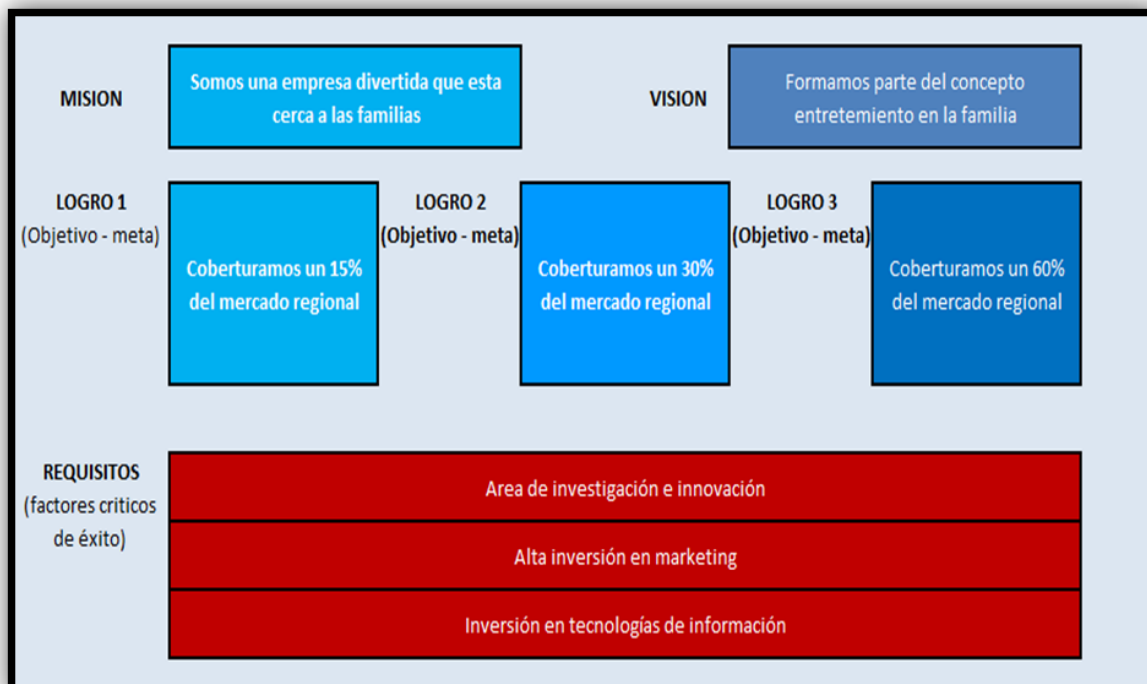 MISION
Somos una empresa divertida que esta
cerca a las familias
VISION
Formamos parte del concepto
entretemiento en la familia
LOGRO 1
(Objetivo - meta)
Coberturamos un 15%
del mercado regional
LOGRO 2
(Objetivo - meta)
Coberturamos un 30%
del mercado regional
LOGRO 3
(Objetivo - meta)
Coberturamos un 60%
del mercado regional
REQUISITOS
(factores criticos
de éxito)
Area de investigación e innovación
Alta inversión en marketing
Inversión en tecnologías de información